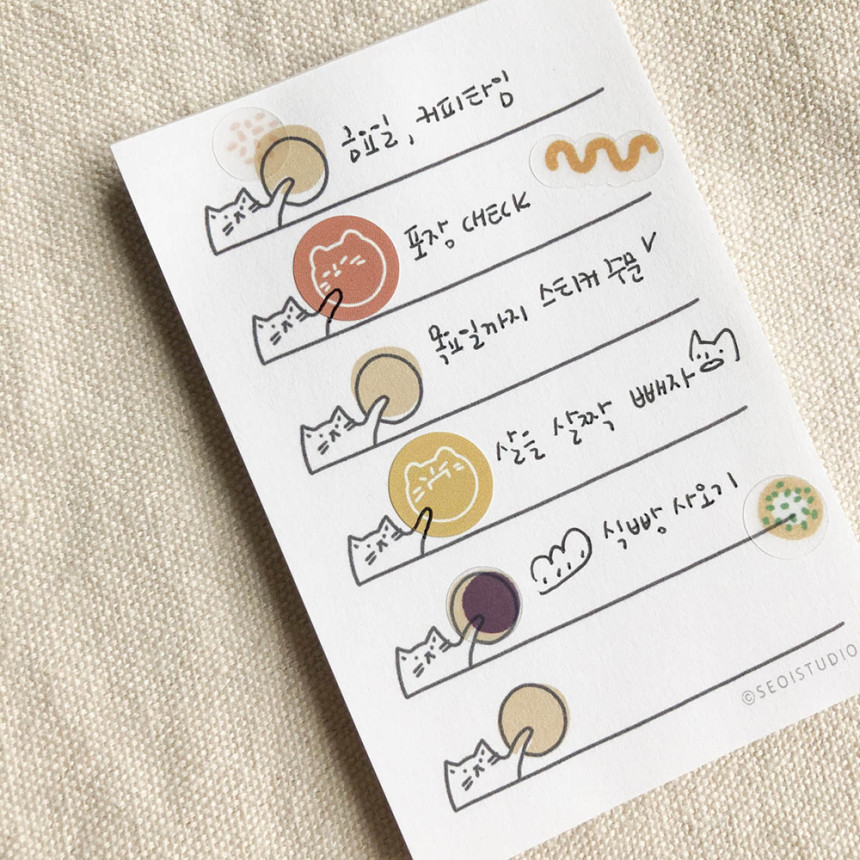 흥요일, 커피타임
포장 CHECK
목요일까지 스티커 주문✓
살을 살짝 빼자
식빵 사오기
©SEOISTUDIO